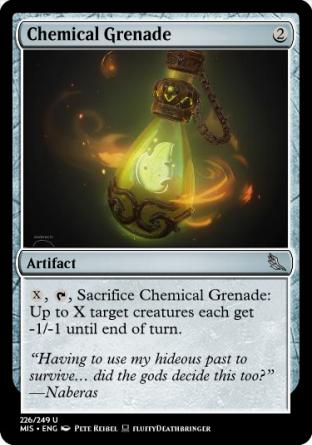 Chemical Grenade 2
Artifact
X, T, Sacrifice Chemical Grenade:
Up to X target creatures each get
-1/-1 until end of turn.
“Having to use my hideous past to
survive… did the gods decide this too?”
—Naberas
226/249 U
MIS • ENG Pete Reibel flluffyDeathbringer